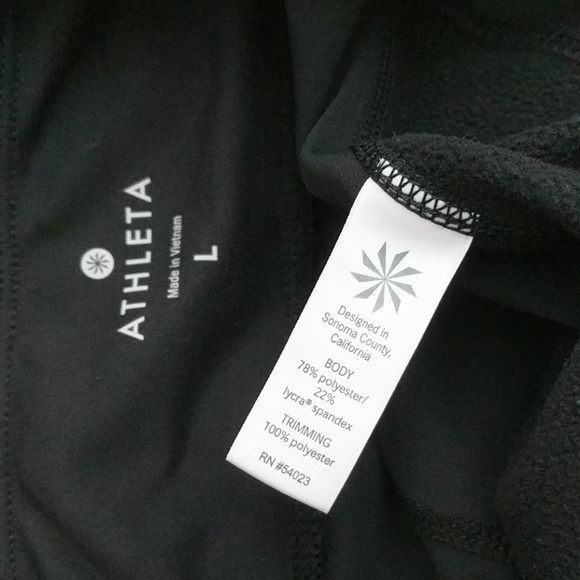 ATHLETA
Made in Vietnam
L
Designed in
Sonoma County,
California
BODY
78% polyester/
22%
lycra® spandex
TRIMMING
100% polyester
RN #54023